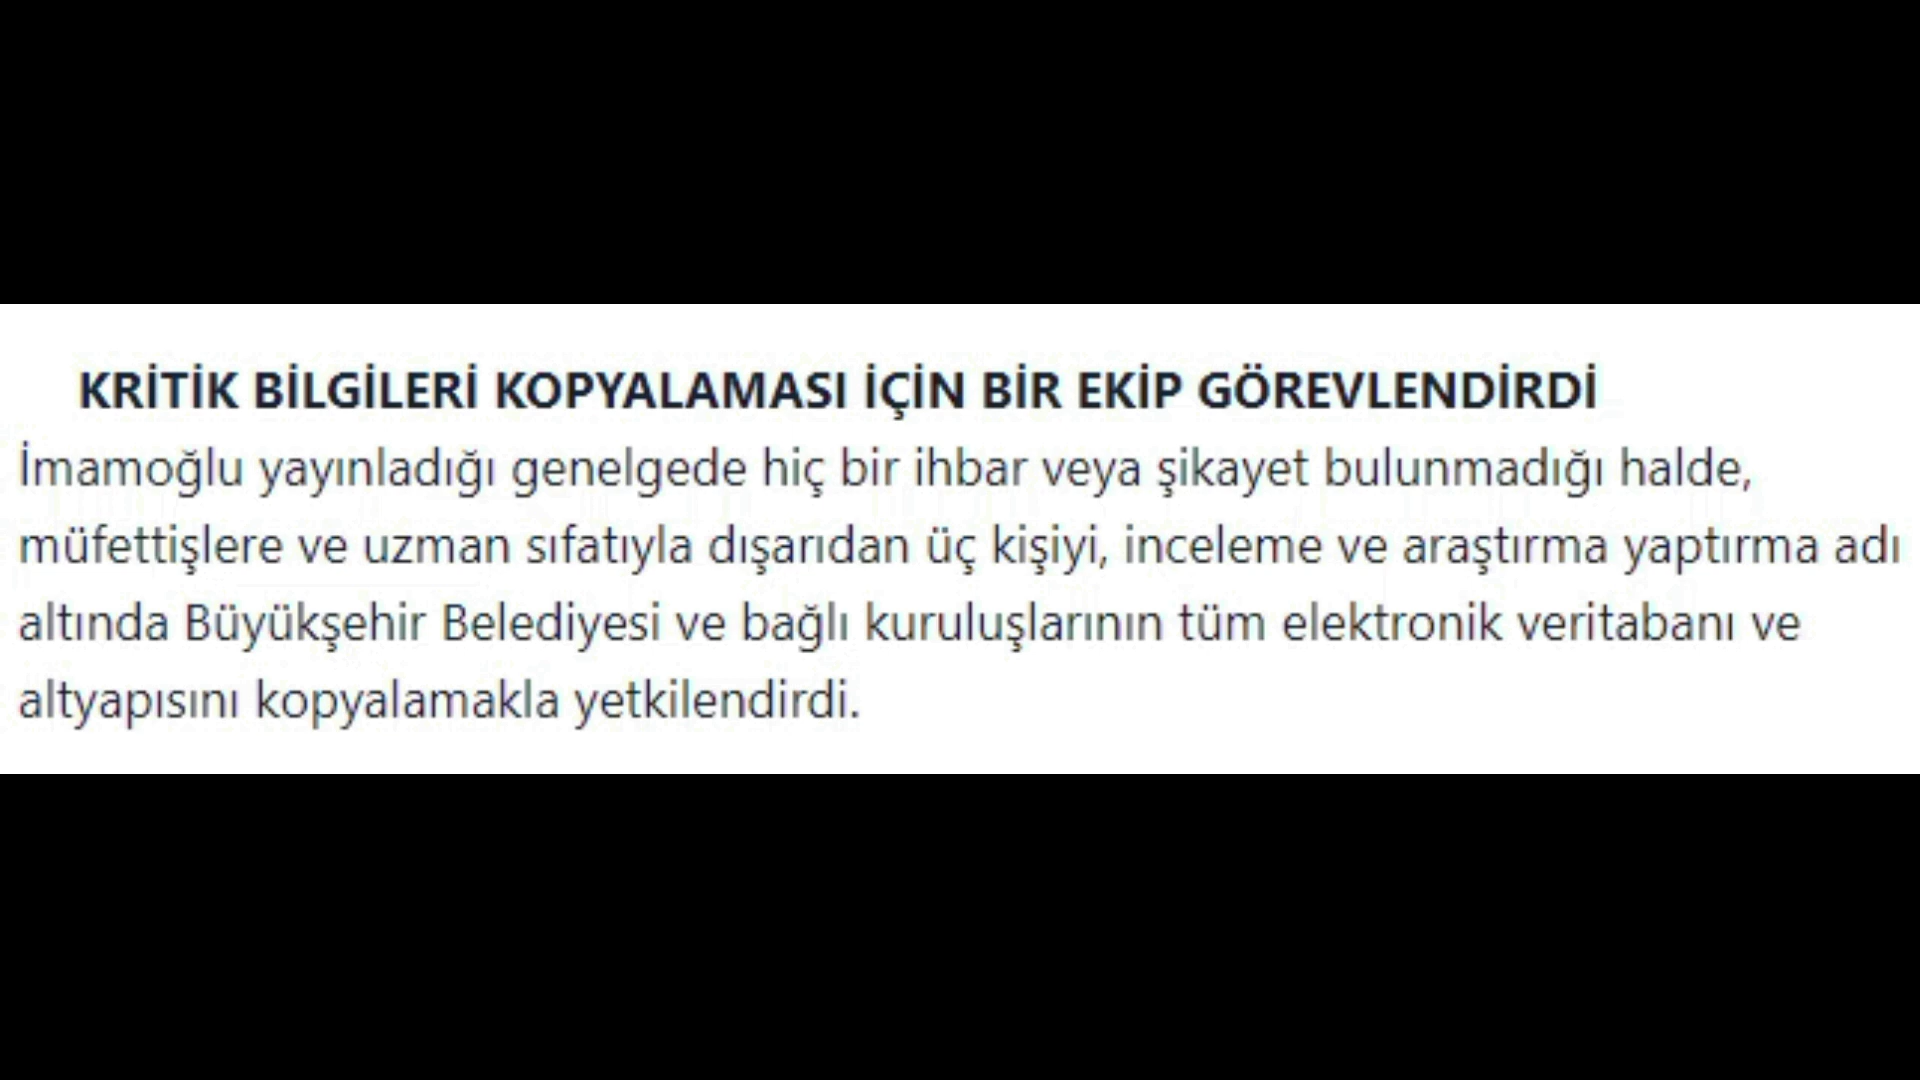 KRİTİK BİLGİLERİ KOPYALAMASI İÇİN BİR EKİP GÖREVLENDİRDİ
İmamoğlu yayınladığı genelgede hiç bir ihbar veya şikayet bulunmadığı halde,
müfettişlere ve uzman sıfatıyla dışarıdan üç kişiyi, inceleme ve araştırma yaptırma adı
altında Büyükşehir Belediyesi ve bağlı kuruluşlarının tüm elektronik veritabanı ve
altyapısını kopyalamakla yetkilendirdi.